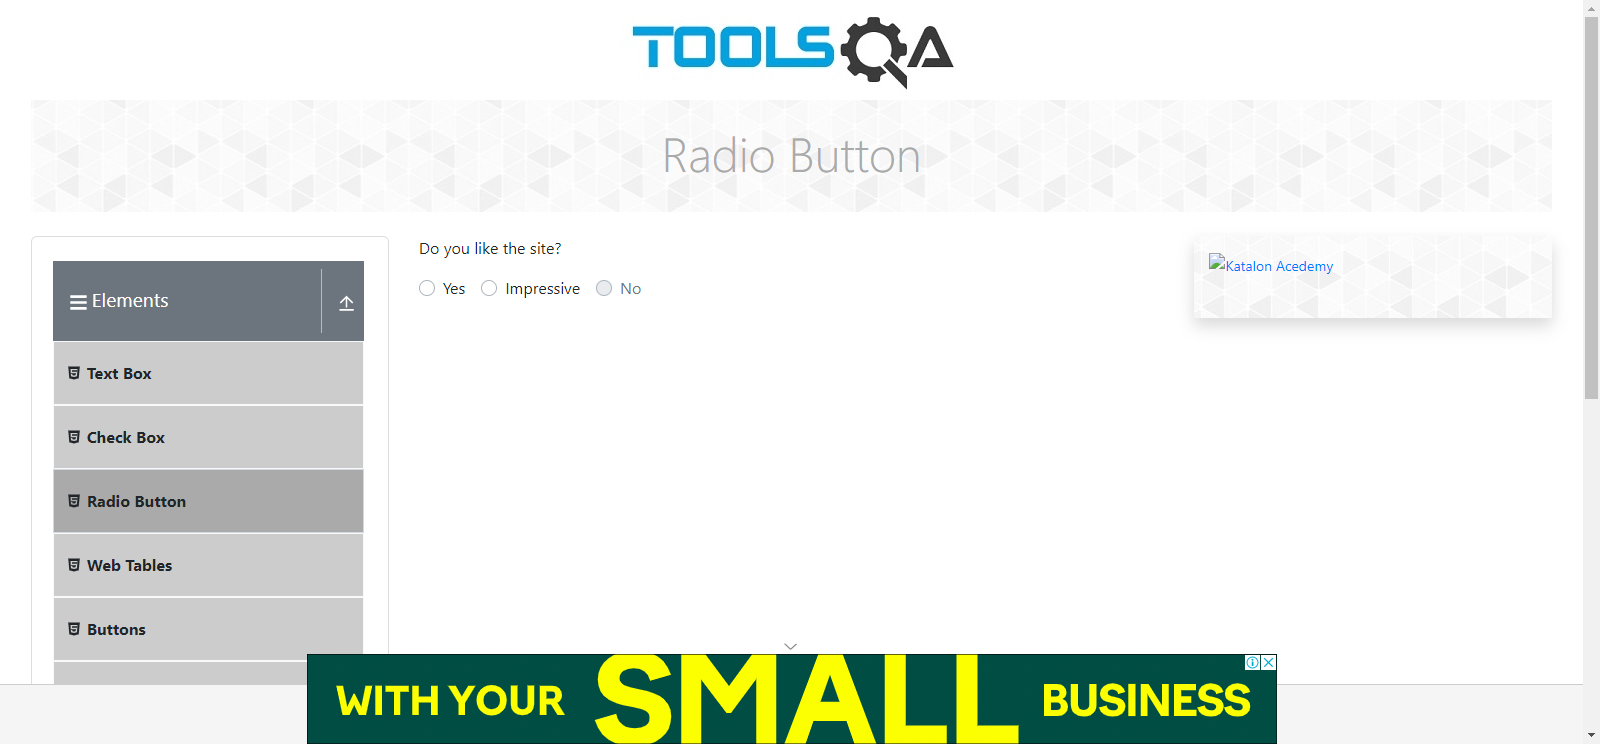 TOOLSQA
Radio Button
Elements
Text Box
Check Box
Radio Button
Web Tables
Buttons
Do you like the site?
Yes Impressive No
Katalon Acedemy
WITH YOUR SMALL BUSINESS